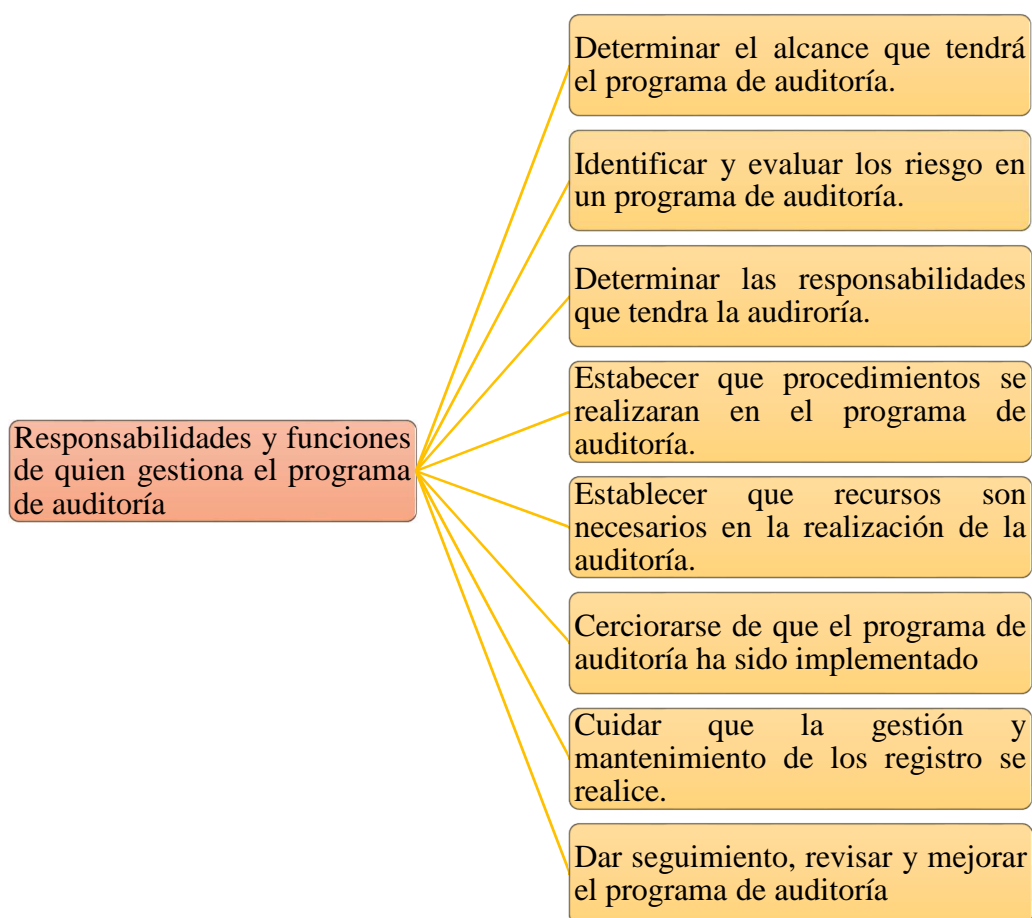 Determinar el alcance que tendrá
el programa de auditoría.
Identificar y evaluar los riesgo en
un programa de auditoría.
Determinar las responsabilidades
que tendra la audiroría.
Estabecer que procedimientos se
realizaran en el programa de
auditoría.
Responsabilidades y funciones
de quien gestiona el programa
de auditoría
Establecer que recursos son
necesarios en la realización de la
auditoría.
Cerciorarse de que el programa de
auditoría ha sido implementado
Cuidar que la gestión y
mantenimiento de los registro se
realice.
Dar seguimiento, revisar y mejorar
el programa de auditoría